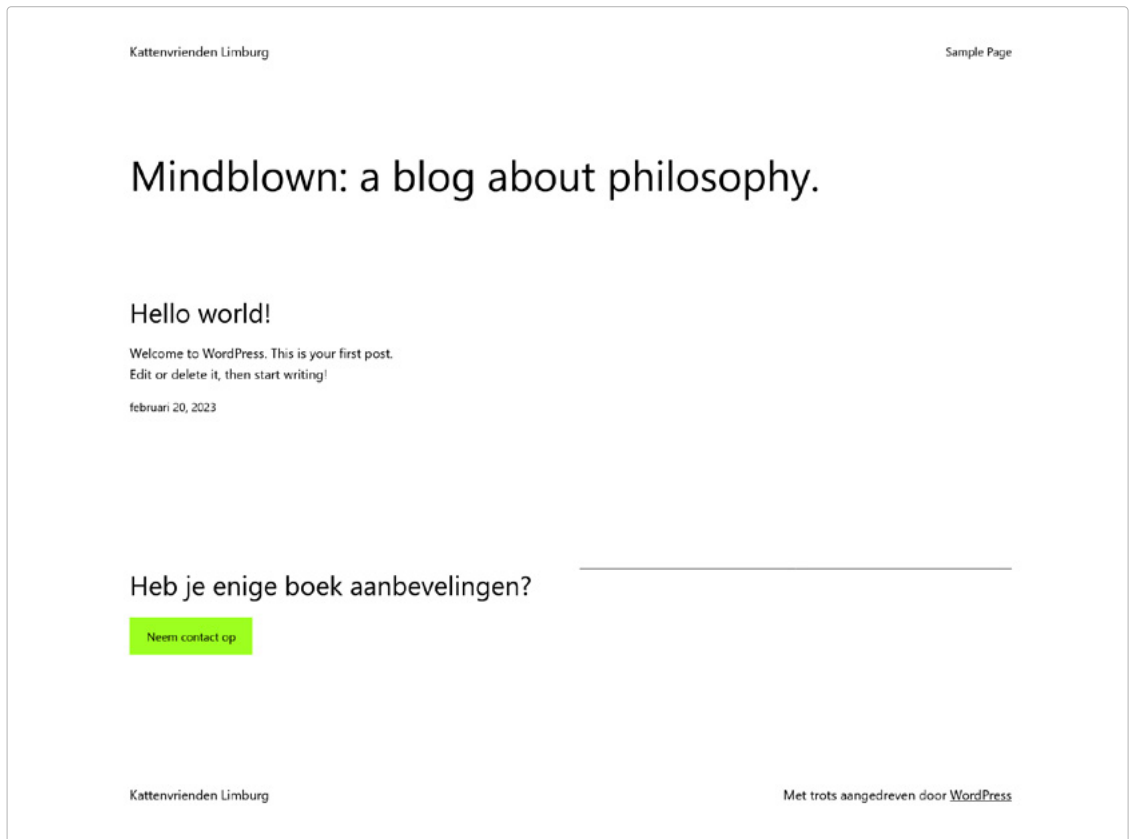 Kattenvrienden Limburg
Sample Page
Mindblown: a blog about philosophy.
Hello world!
Welcome to WordPress. This is your first post.
Edit or delete it, then start writing!
februari 20, 2023
Heb je enige boek aanbevelingen?
Neem contact op
Kattenvrienden Limburg
Met trots aangedreven door WordPress